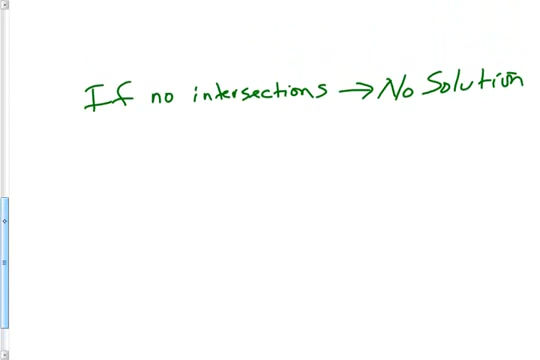 If no intersections → No Solution